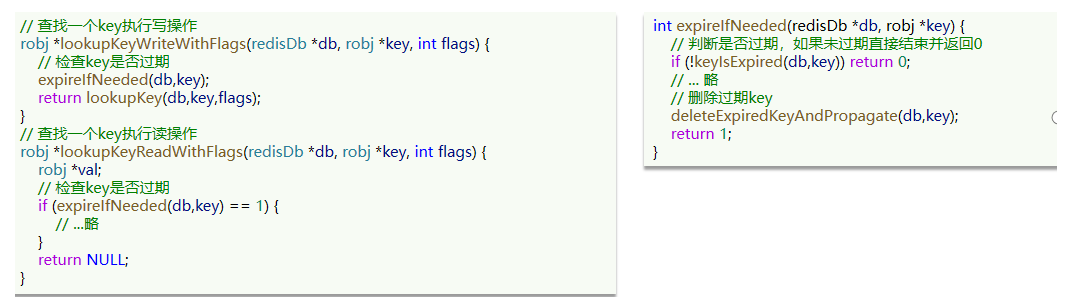 // 查找一个key执行写操作
robj *lookupKeyWriteWithFlags(redisDb *db, robj *key, int flags) {
// 检查key是否过期
expireIfNeeded(db,key);
return lookupKey(db,key,flags);
}
// 查找一个key执行读操作
robj *lookupKeyReadWithFlags(redisDb *db, robj *key, int flags) {
robj *val;
// 检查key是否过期
if (expireIfNeeded(db,key) == 1) {
// ...略
}
return NULL;
}
int expireIfNeeded(redisDb *db, robj *key) {
// 判断是否过期，如果未过期直接结束并返回0
if (!keyIsExpired(db,key)) return 0;
// ... 略
// 删除过期key
deleteExpiredKeyAndPropagate(db,key);
return 1;
}